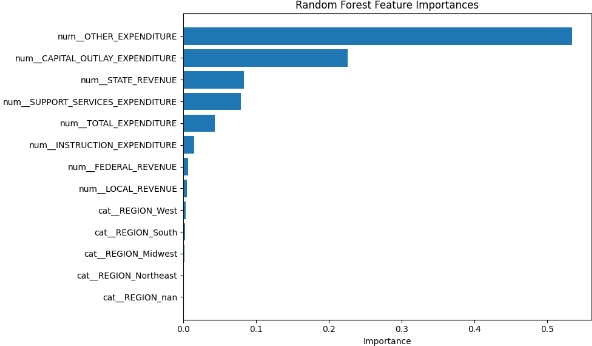 Random Forest Feature Importances
num__OTHER_EXPENDITURE
num__CAPITAL_OUTLAY_EXPENDITURE
num__STATE_REVENUE
num__SUPPORT_SERVICES_EXPENDITURE
num__TOTAL_EXPENDITURE
num__INSTRUCTION_EXPENDITURE
num__FEDERAL_REVENUE
num__LOCAL_REVENUE
cat__REGION_West
cat__REGION_South
cat__REGION_Midwest
cat__REGION_Northeast
cat__REGION_nan
0.0 0.1 0.2 0.3 0.4 0.5
Importance